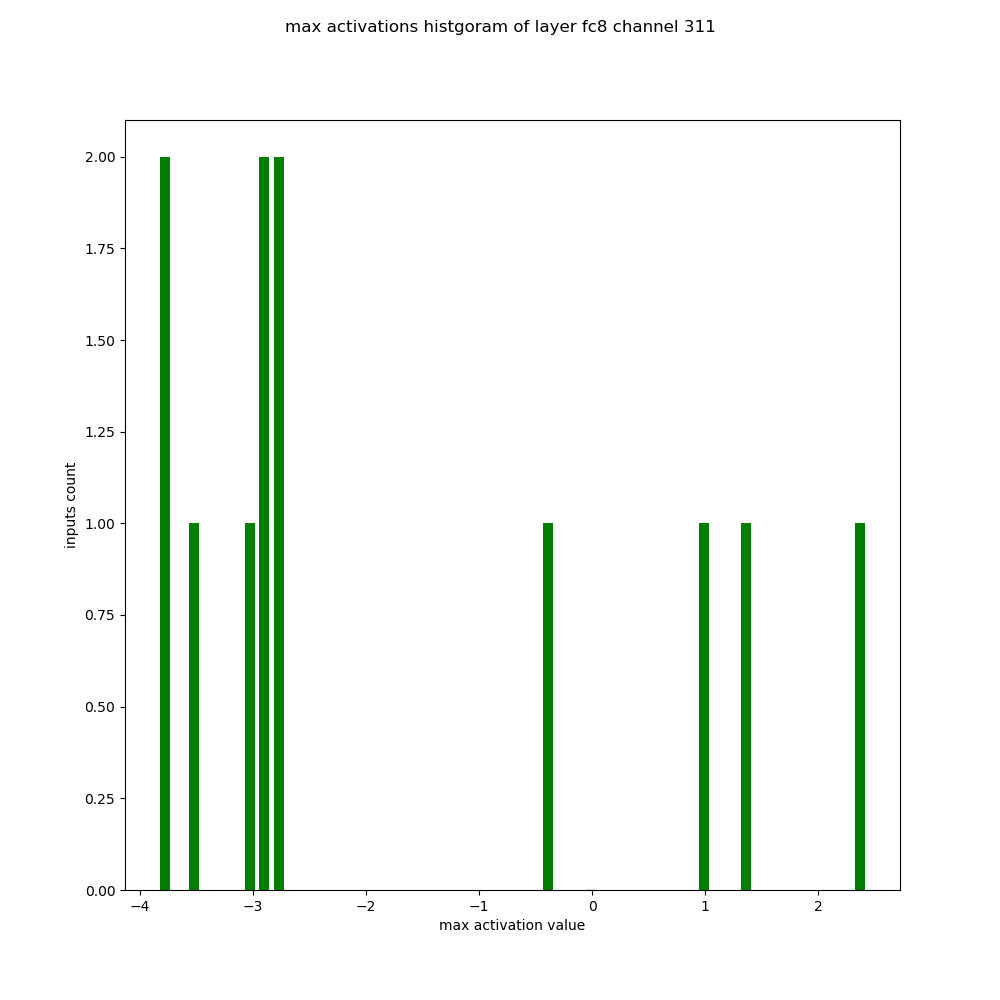 max activations histgoram of layer fc8 channel 311
2.00
1.75
1.50
1.25
1.00
0.75
0.50
0.25
0.00
inputs count
−4 −3 −2 −1 0 1 2
max activation value